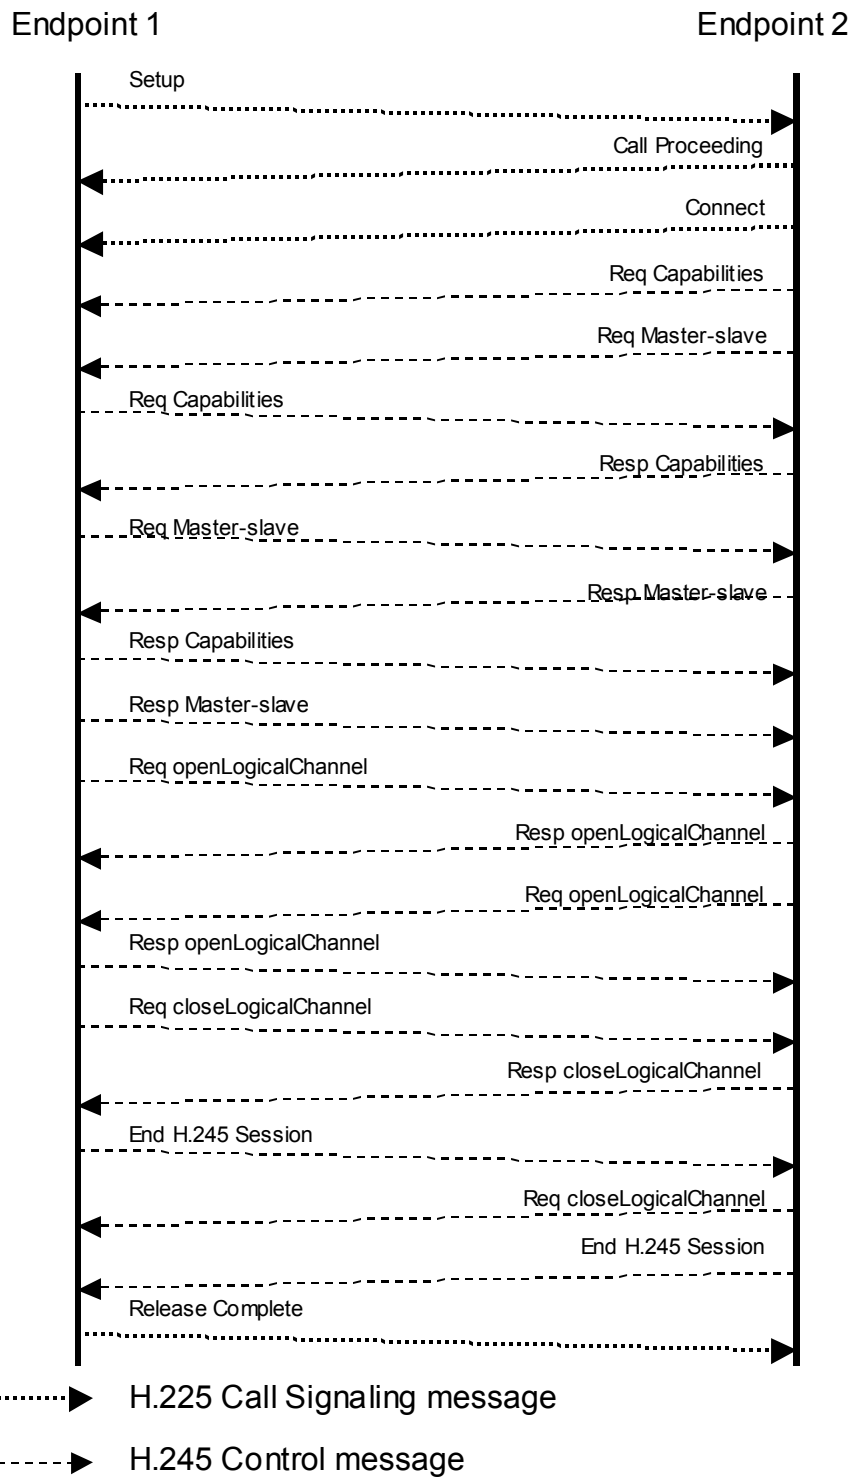 Endpoint 1
Endpoint 2
Setup
Call Proceeding
Connect
Req Capabilities
Req Master-slave
Req Capabilities
Resp Capabilities
Req Master-slave
Resp Master-slave
Resp Capabilities
Resp Master-slave
Req openLogicalChannel
Resp openLogicalChannel
Req openLogicalChannel
Resp openLogicalChannel
Req closeLogicalChannel
Resp closeLogicalChannel
End H.245 Session
Req closeLogicalChannel
End H.245 Session
Release Complete
H.225 Call Signaling message
H.245 Control message